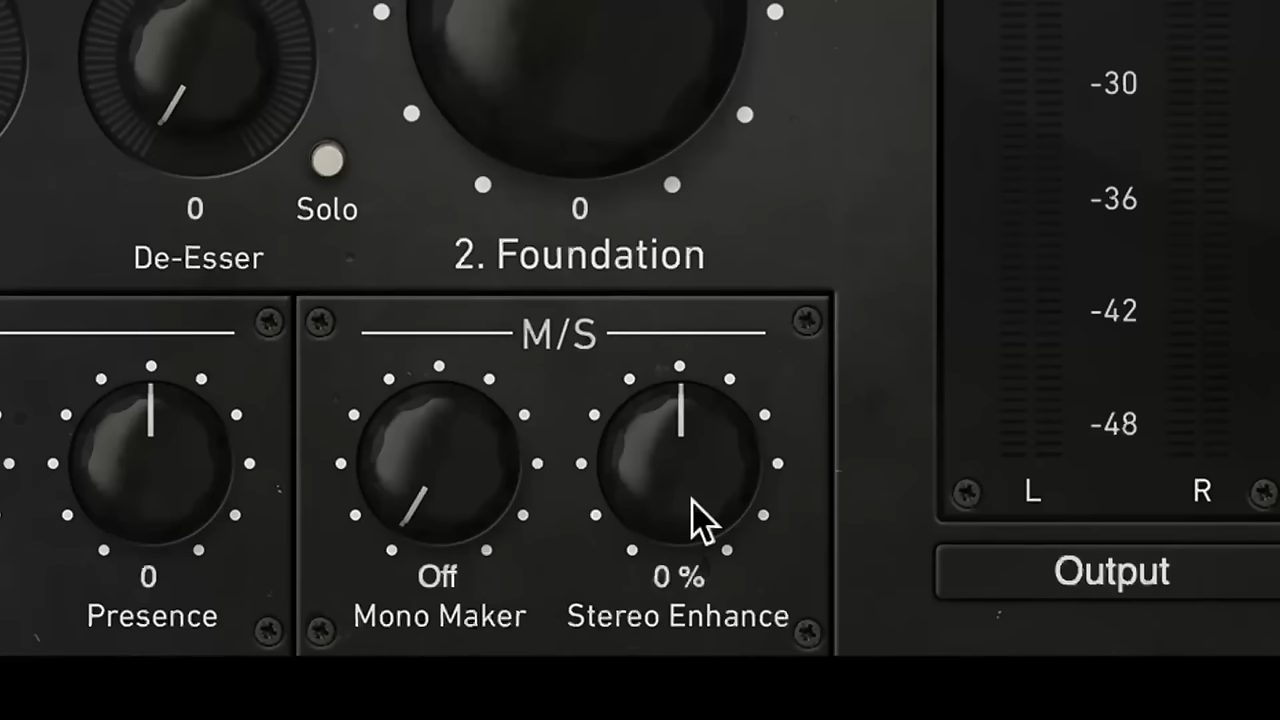 0
Solo
De-Esser
0
2. Foundation
M/S
0
Presence
Off
Mono Maker
0 %
Stereo Enhance
-30
-36
-42
-48
L R
Output